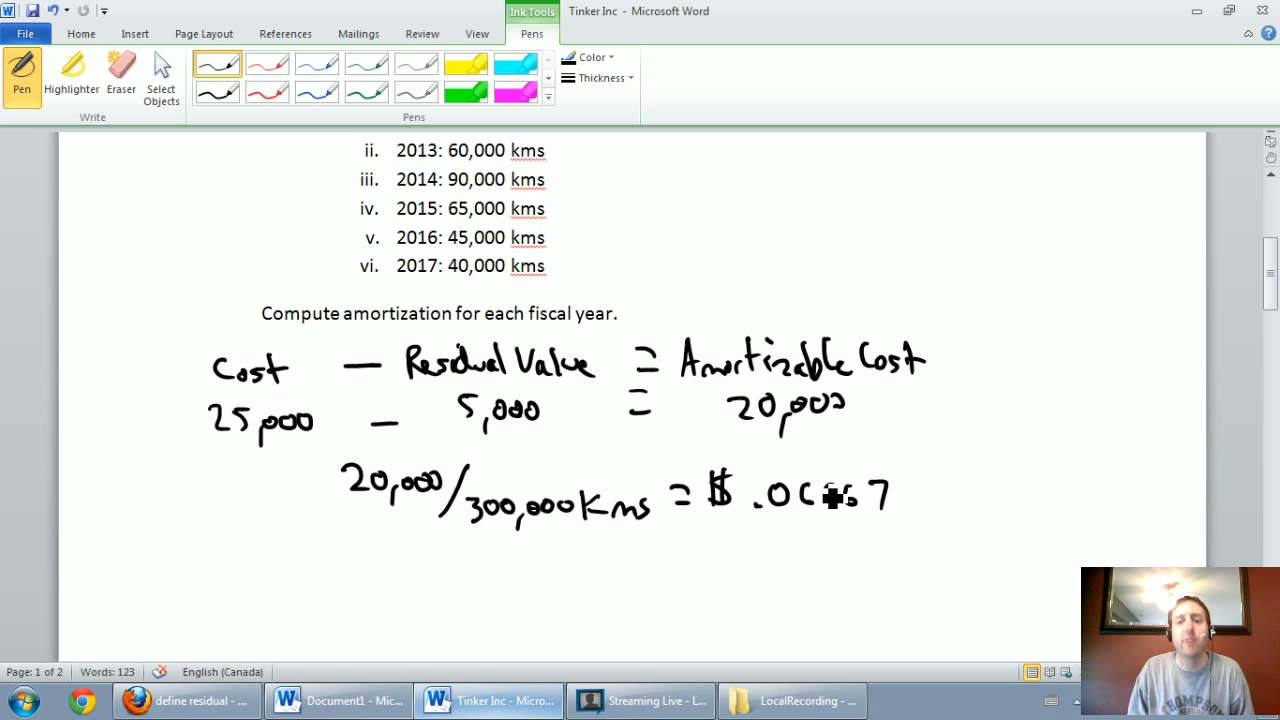 Ink Tools
Tinker Inc - Microsoft Word
File Home Insert Page Layout References Mailings Review View Pens
Pen Highlighter Eraser Select Objects
Color
Thickness
Write Pens
ii. 2013: 60,000 kms
iii. 2014: 90,000 kms
iv. 2015: 65,000 kms
v. 2016: 45,000 kms
vi. 2017: 40,000 kms
Compute amortization for each fiscal year.
Cost — Residual Value = Amortizable Cost
25,000 — 5,000 = 20,000
20,000/300,000 Kms = $
Page: 1 of 2 Words: 123 English (Canada)
define residual - ... Document1 - Mic... Tinker Inc - Micro... Streaming Live - L... LocalRecording - ...